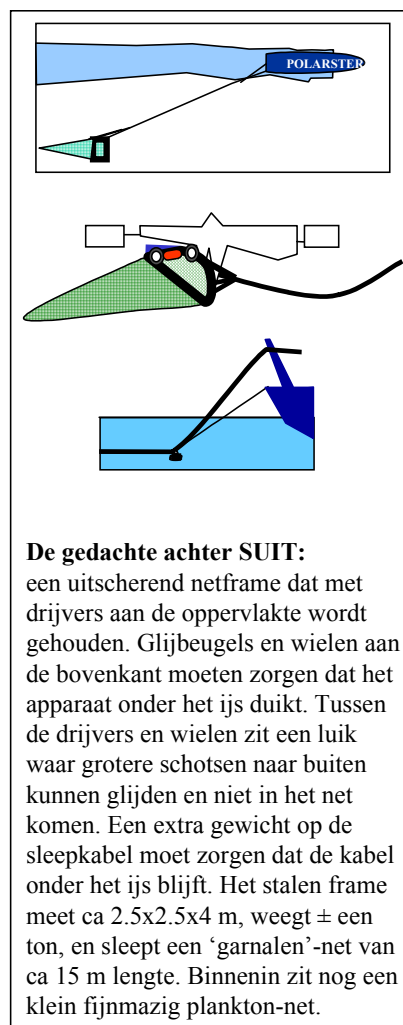 POLARSTER
De gedachte achter SUIT:
een uitscherend netframe dat met
drijvers aan de oppervlakte wordt
gehouden. Glijbeugels en wielen aan
de bovenkant moeten zorgen dat het
apparaat onder het ijs duikt. Tussen
de drijvers en wielen zit een luik
waar grotere schotsen naar buiten
kunnen glijden en niet in het net
komen. Een extra gewicht op de
sleepkabel moet zorgen dat de kabel
onder het ijs blijft. Het stalen frame
meet ca 2.5x2.5x4 m, weegt ± een
ton, en sleept een ‘garnalen’-net van
ca 15 m lengte. Binnenin zit nog een
klein fijnmazig plankton-net.